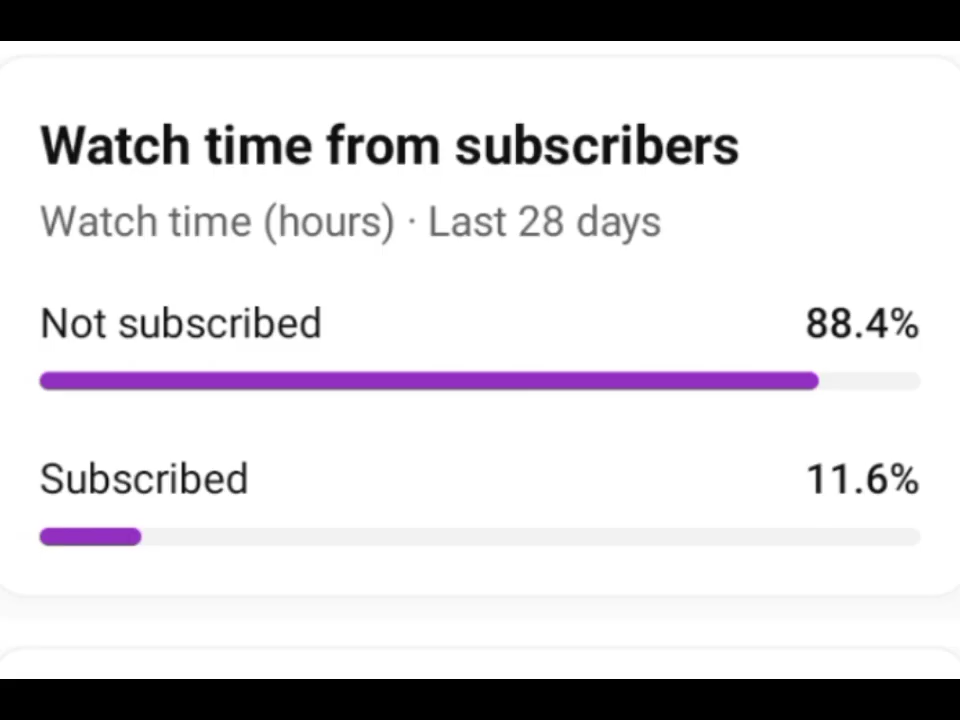 Watch time from subscribers
Watch time (hours) · Last 28 days
Not subscribed 88.4%
Subscribed 11.6%